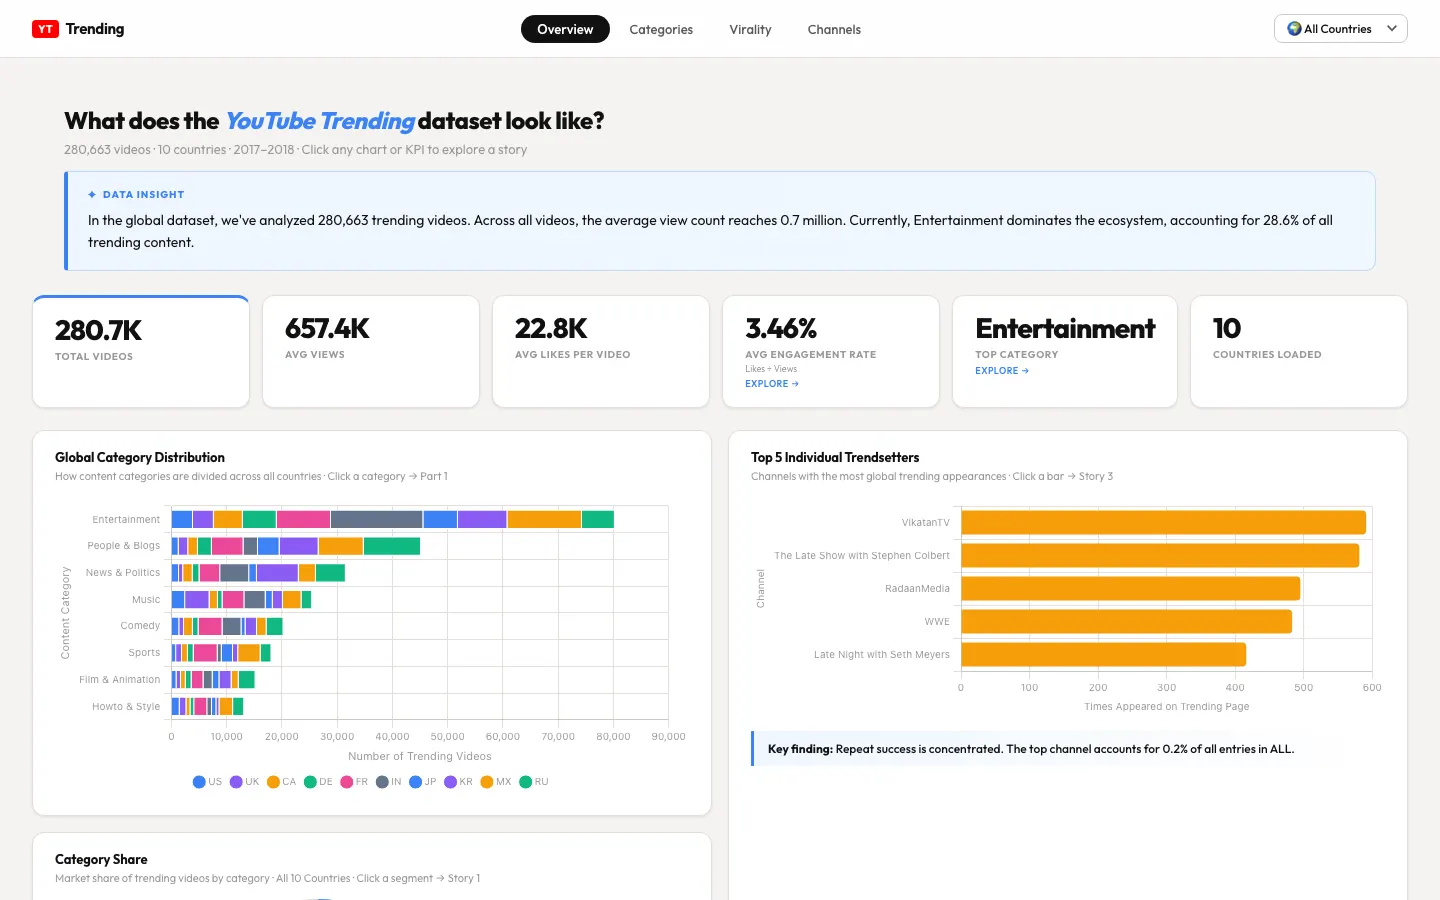 YT Trending
Overview
Categories
Virality
Channels
All Countries
What does the YouTube Trending dataset look like?
280,663 videos · 10 countries · 2017–2018 · Click any chart or KPI to explore a story
✦ DATA INSIGHT
In the global dataset, we've analyzed 280,663 trending videos. Across all videos, the average view count reaches 0.7 million. Currently, Entertainment dominates the ecosystem, accounting for 28.6% of all
trending content.
280.7K
TOTAL VIDEOS
657.4K
AVG VIEWS
22.8K
AVG LIKES PER VIDEO
3.46%
AVG ENGAGEMENT RATE
Likes ÷ Views
EXPLORE →
Entertainment
TOP CATEGORY
EXPLORE →
10
COUNTRIES LOADED
Global Category Distribution
How content categories are divided across all countries · Click a category → Part 1
Content Category
Entertainment
People & Blogs
News & Politics
Music
Comedy
Sports
Film & Animation
Howto & Style
0 10,000 20,000 30,000 40,000 50,000 60,000 70,000 80,000 90,000
Number of Trending Videos
US UK CA DE FR IN JP KR MX RU
Top 5 Individual Trendsetters
Channels with the most global trending appearances · Click a bar → Story 3
Channel
VikatanTV
The Late Show with Stephen Colbert
RadaanMedia
WWE
Late Night with Seth Meyers
0 100 200 300 400 500 600
Times Appeared on Trending Page
Key finding: Repeat success is concentrated. The top channel accounts for 0.2% of all entries in ALL.
Category Share
Market share of trending videos by category · All 10 Countries · Click a segment → Story 1